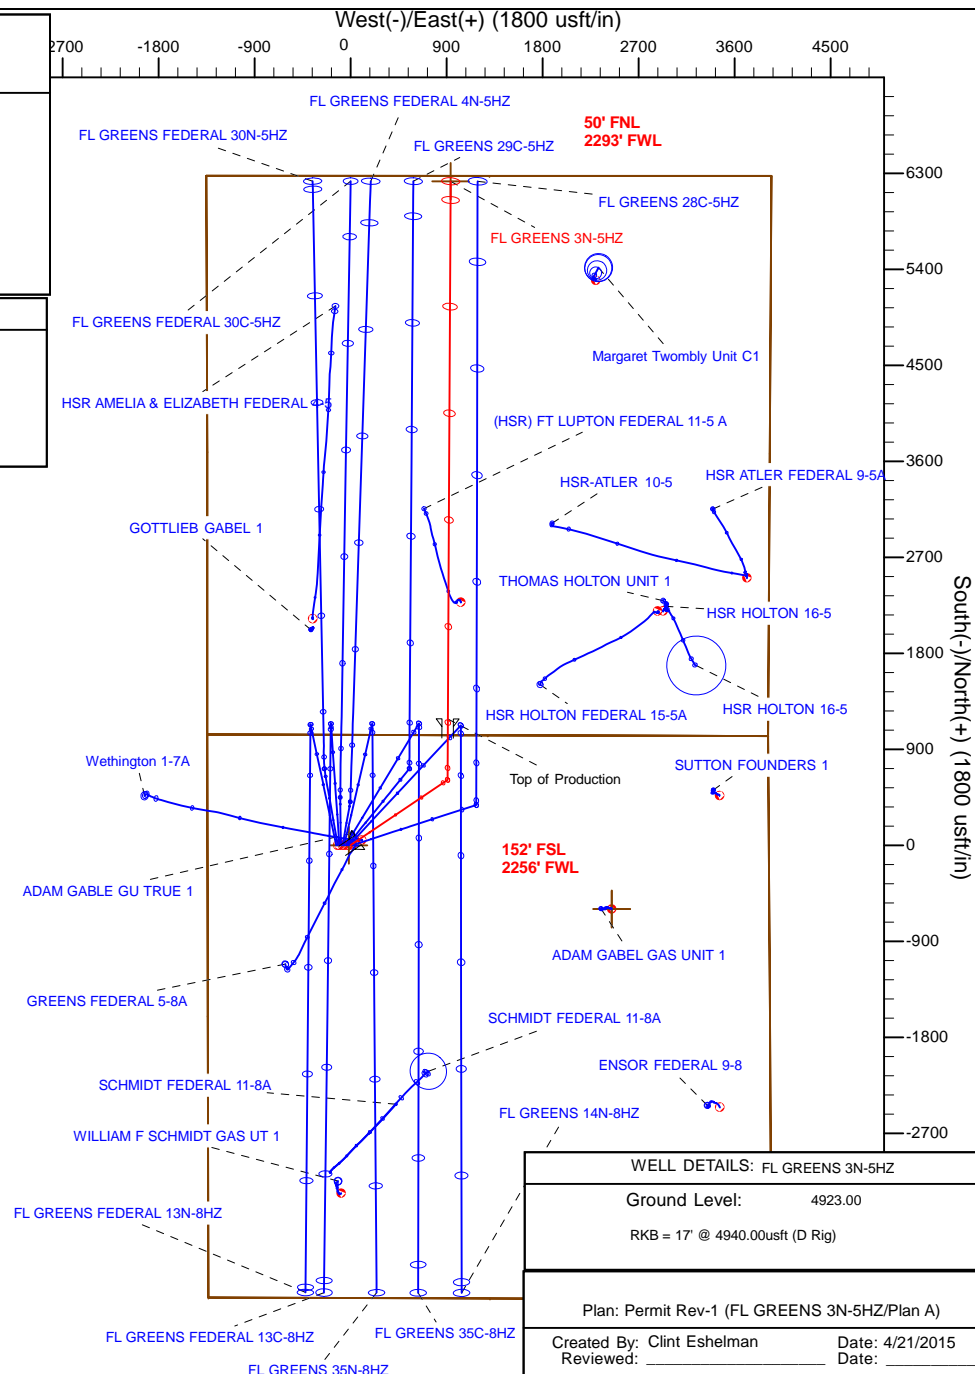 West(-)/East(+) (1800 usft/in)
2700 -1800 -900 0 900 1800 2700 3600 4500
FL GREENS FEDERAL 4N-5HZ
50' FNL
2293' FWL
FL GREENS FEDERAL 30N-5HZ
FL GREENS 29C-5HZ
6300
FL GREENS 28C-5HZ
FL GREENS 3N-5HZ
5400
FL GREENS FEDERAL 30C-5HZ
Margaret Twombly Unit C1
4500
HSR AMELIA & ELIZABETH FEDERAL 4-5
(HSR) FT LUPTON FEDERAL 11-5 A
3600
HSR-ATLER 10-5
HSR ATLER FEDERAL 9-5A
GOTTLIEB GABEL 1
2700
THOMAS HOLTON UNIT 1
HSR HOLTON 16-5
1800
HSR HOLTON FEDERAL 15-5A
HSR HOLTON 16-5
South(-)/North(+) (1800 usft/in)
900
Wethington 1-7A
Top of Production
SUTTON FOUNDERS 1
0
152' FSL
2256' FWL
ADAM GABLE GU TRUE 1
-900
ADAM GABEL GAS UNIT 1
GREENS FEDERAL 5-8A
SCHMIDT FEDERAL 11-8A
-1800
ENSOR FEDERAL 9-8
SCHMIDT FEDERAL 11-8A
FL GREENS 14N-8HZ
WILLIAM F SCHMIDT GAS UT 1
-2700
WELL DETAILS: FL GREENS 3N-5HZ
Ground Level: 4923.00
RKB = 17' @ 4940.00usft (D Rig)
FL GREENS FEDERAL 13N-8HZ
Plan: Permit Rev-1 (FL GREENS 3N-5HZ/Plan A)
FL GREENS FEDERAL 13C-8HZ
FL GREENS 35C-8HZ
FL GREENS 35N-8HZ
Created By: Clint Eshelman Date: 4/21/2015
Reviewed: ____________ Date: ________